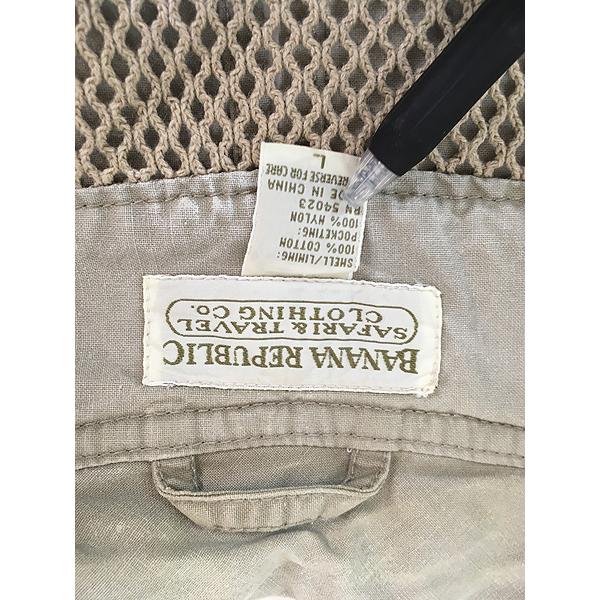 BANANA REPUBLIC
SAFARI & TRAVEL
CLOTHING CO.
SHELL/LINING:
100% COTTON
POCKETING:
100% NYLON
RN 54023
DE IN CHINA
REVERSE FOR CARE
L